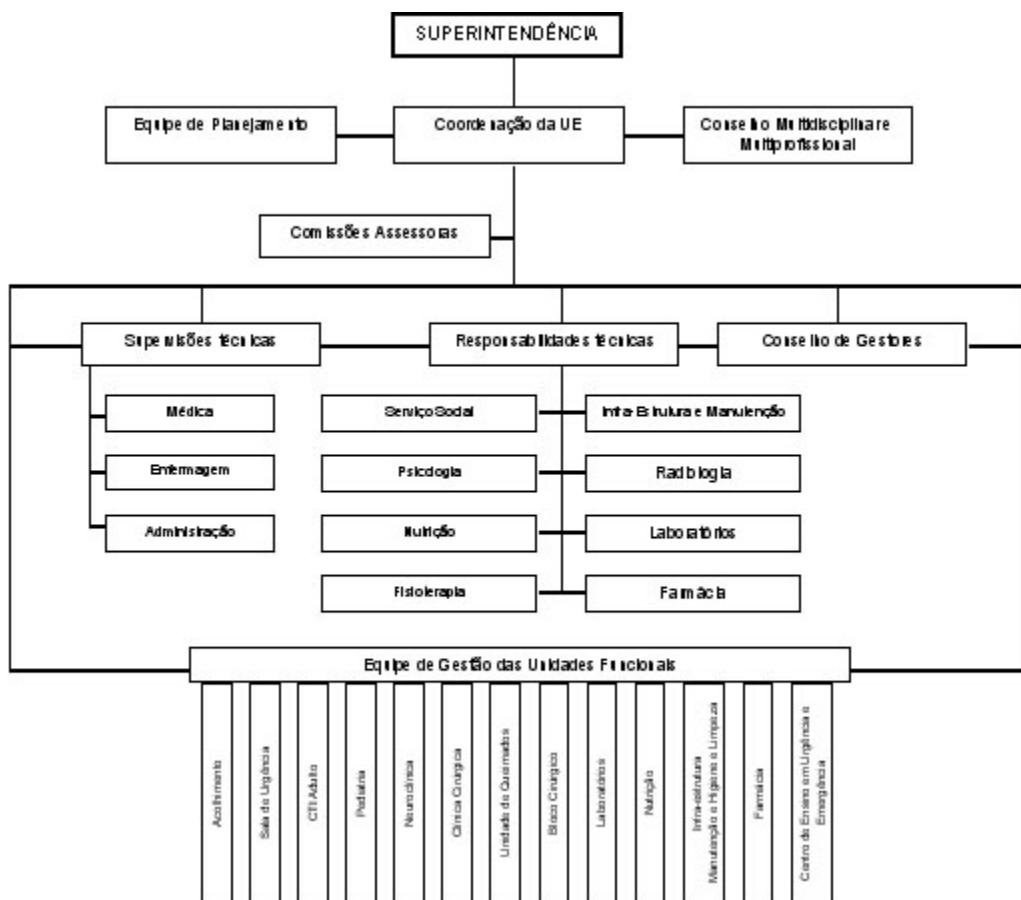 SUPERINTENDÊNCIA
Equipe de Planejamento
Coordenação da UE
Conselho Multidisciplinar e
Multiprofissional
Comissões Assessoras
Supervisões técnicas
Responsabilidades técnicas
Conselho de Gestores
Médica
Serviço Social
Infra-Estrutura e Manutenção
Enfermagem
Psicologia
Radiologia
Administração
Nutrição
Laboratórios
Fisioterapia
Farmácia
Equipe de Gestão das Unidades Funcionais
Acolhimento
Sala de Urgência
CTI Adulto
Pediatria
Neuroclínica
Clínica Cirúrgica
Unidade de Queimados
Bloco Cirúrgico
Laboratórios
Nutrição
Infra-estrutura
Manutenção e Higiene e Limpeza
Farmácia
Centro de Ensino em Urgência e
Emergência